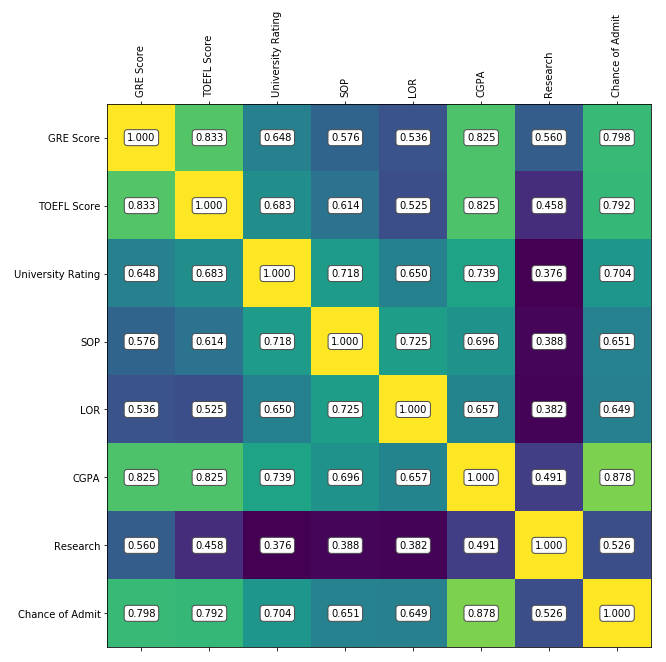 GRE Score TOEFL Score University Rating SOP LOR CGPA Research Chance of Admit
GRE Score 1.000 0.833 0.648 0.576 0.536 0.825 0.560 0.798
TOEFL Score 0.833 1.000 0.683 0.614 0.525 0.825 0.458 0.792
University Rating 0.648 0.683 1.000 0.718 0.650 0.739 0.376 0.704
SOP 0.576 0.614 0.718 1.000 0.725 0.696 0.388 0.651
LOR 0.536 0.525 0.650 0.725 1.000 0.657 0.382 0.649
CGPA 0.825 0.825 0.739 0.696 0.657 1.000 0.491 0.878
Research 0.560 0.458 0.376 0.388 0.382 0.491 1.000 0.526
Chance of Admit 0.798 0.792 0.704 0.651 0.649 0.878 0.526 1.000